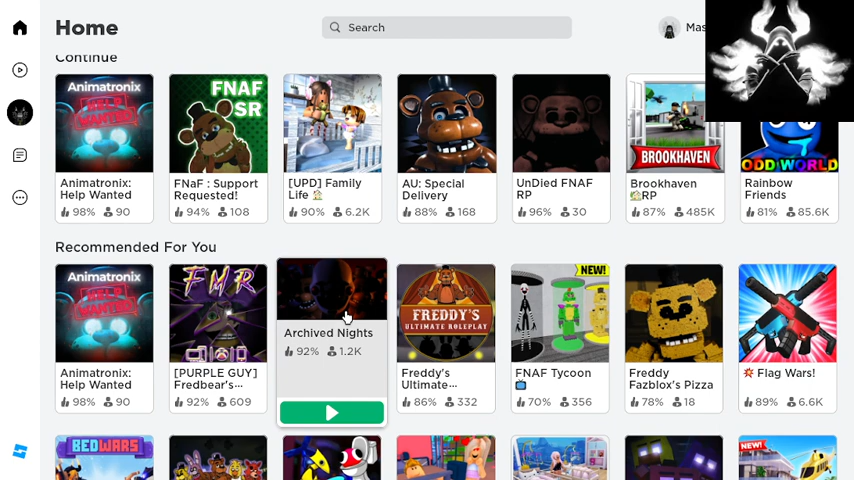 Home
Search
Mas
Continue
Animatronix
HELP WANTED
FNAF
SR
BROOKHAVEN
ODD WORLD
Animatronix:
Help Wanted
98% 90
FNaF : Support
Requested!
94% 108
[UPD] Family
Life 🏠
90% 6.2K
AU: Special
Delivery
88% 168
UnDied FNAF
RP
96% 30
Brookhaven
🏡RP
87% 485K
Rainbow
Friends
81% 85.6K
Recommended For You
Animatronix
HELP WANTED
FMR
FREDDY'S
ULTIMATE ROLEPLAY
NEW!
Animatronix:
Help Wanted
98% 90
[PURPLE GUY]
Fredbear's...
92% 609
Archived Nights
92% 1.2K
Freddy's
Ultimate...
86% 332
FNAF Tycoon
📺
70% 356
Freddy
Fazblox's Pizza
78% 18
💥 Flag Wars!
89% 6.6K
BEDWARS
NEW!